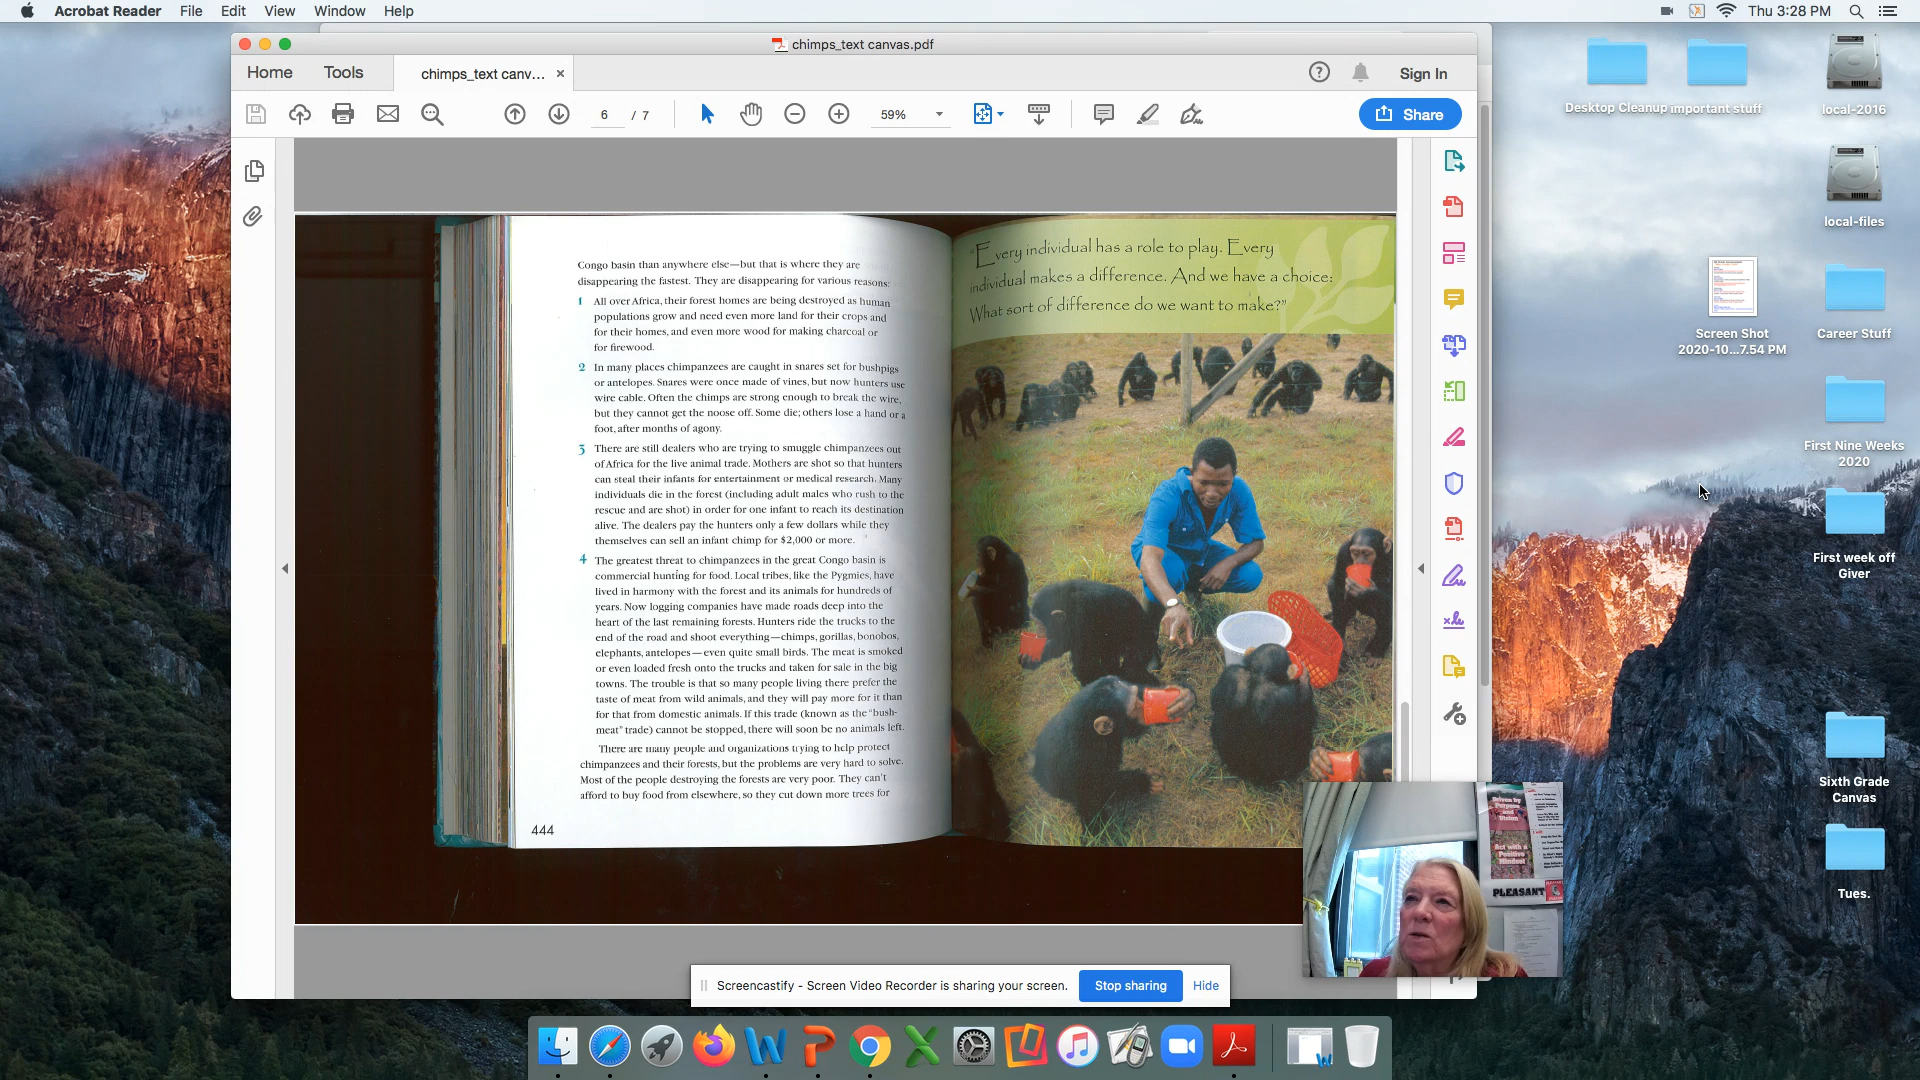 Acrobat Reader File Edit View Window Help
Thu 3:28 PM
chimps_text canvas.pdf
Home Tools chimps_text canv... ×
Sign In
6 / 7
59%
Share
Congo basin than anywhere else—but that is where they are
disappearing the fastest. They are disappearing for various reasons:
1 All over Africa, their forest homes are being destroyed as human
populations grow and need even more land for their crops and
for their homes, and even more wood for making charcoal or
for firewood.
2 In many places chimpanzees are caught in snares set for bushpigs
or antelopes. Snares were once made of vines, but now hunters use
wire cable. Often the chimps are strong enough to break the wire,
but they cannot get the noose off. Some die; others lose a hand or a
foot, after months of agony.
3 There are still dealers who are trying to smuggle chimpanzees out
of Africa for the live animal trade. Mothers are shot so that hunters
can steal their infants for entertainment or medical research. Many
individuals die in the forest (including adult males who rush to the
rescue and are shot) in order for one infant to reach its destination
alive. The dealers pay the hunters only a few dollars while they
themselves can sell an infant chimp for $2,000 or more.
4 The greatest threat to chimpanzees in the great Congo basin is
commercial hunting for food. Local tribes, like the Pygmies, have
lived in harmony with the forest and its animals for hundreds of
years. Now logging companies have made roads deep into the
heart of the last remaining forests. Hunters ride the trucks to the
end of the road and shoot everything—chimps, gorillas, bonobos,
elephants, antelopes—even quite small birds. The meat is smoked
or even loaded fresh onto the trucks and taken for sale in the big
towns. The trouble is that so many people living there prefer the
taste of meat from wild animals, and they will pay more for it than
for that from domestic animals. If this trade (known as the "bush-
meat" trade) cannot be stopped, there will soon be no animals left.
There are many people and organizations trying to help protect
chimpanzees and their forests, but the problems are very hard to solve.
Most of the people destroying the forests are very poor. They can't
afford to buy food from elsewhere, so they cut down more trees for
444
"Every individual has a role to play. Every
individual makes a difference. And we have a choice:
What sort of difference do we want to make?"
Desktop Cleanup
important stuff
local-2016
local-files
Screen Shot
2020-10...7.54 PM
Career Stuff
First Nine Weeks
2020
First week off
Giver
Sixth Grade
Canvas
Tues.
Driven by
Purpose
and
Vision
Act with a
Positive
Mindset
PLEASANT
Screencastify - Screen Video Recorder is sharing your screen.
Stop sharing
Hide